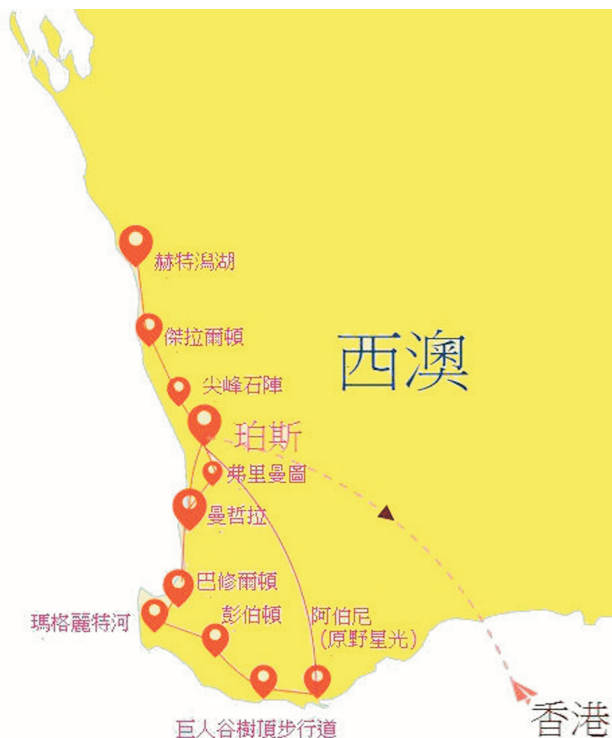 赫特潟湖
傑拉爾頓
西澳
尖峰石陣
珀斯
弗里曼圖
曼哲拉
巴修爾頓
瑪格麗特河
彭伯頓
阿伯尼
(原野星光)
巨人谷樹頂步行道
香港